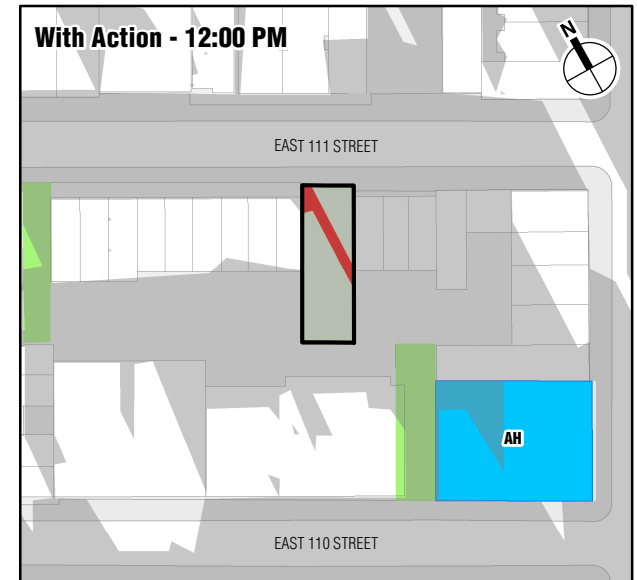 With Action - 12:00 PM
N
EAST 111 STREET
AH
EAST 110 STREET